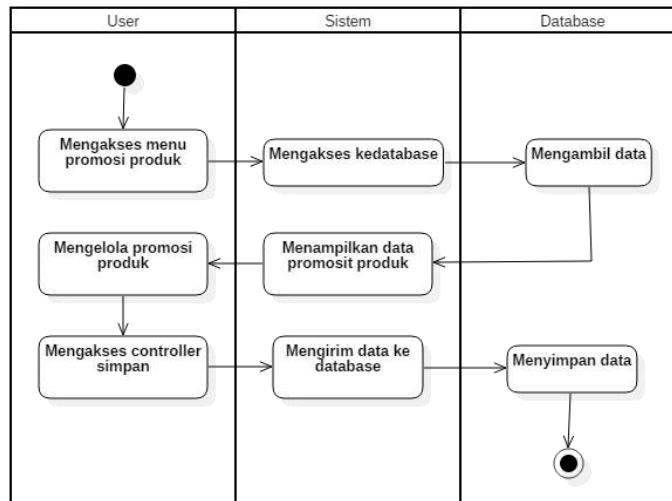 User
Sistem
Database
Mengakses menu
promosi produk
Mengakses kedatabase
Mengambil data
Mengelola promosi
produk
Menampilkan data
promosit produk
Mengakses controller
simpan
Mengirim data ke
database
Menyimpan data